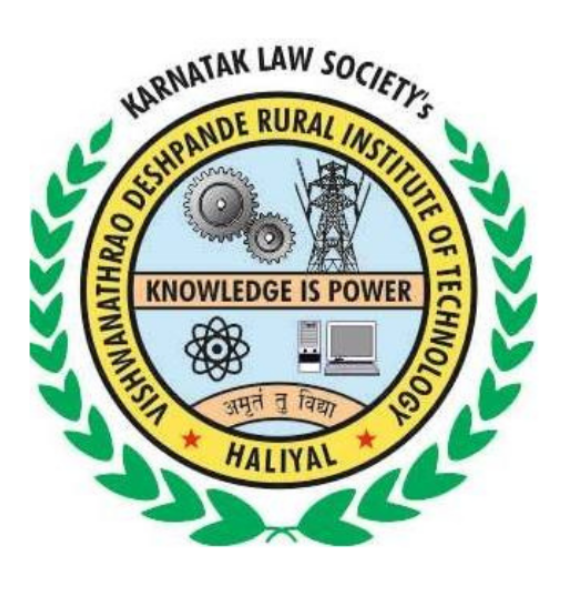 KARNATAK LAW SOCIETY's
VISHWANATHRAO DESHPANDE RURAL INSTITUTE OF TECHNOLOGY
KNOWLEDGE IS POWER
अमृतं तु विद्या
HALIYAL